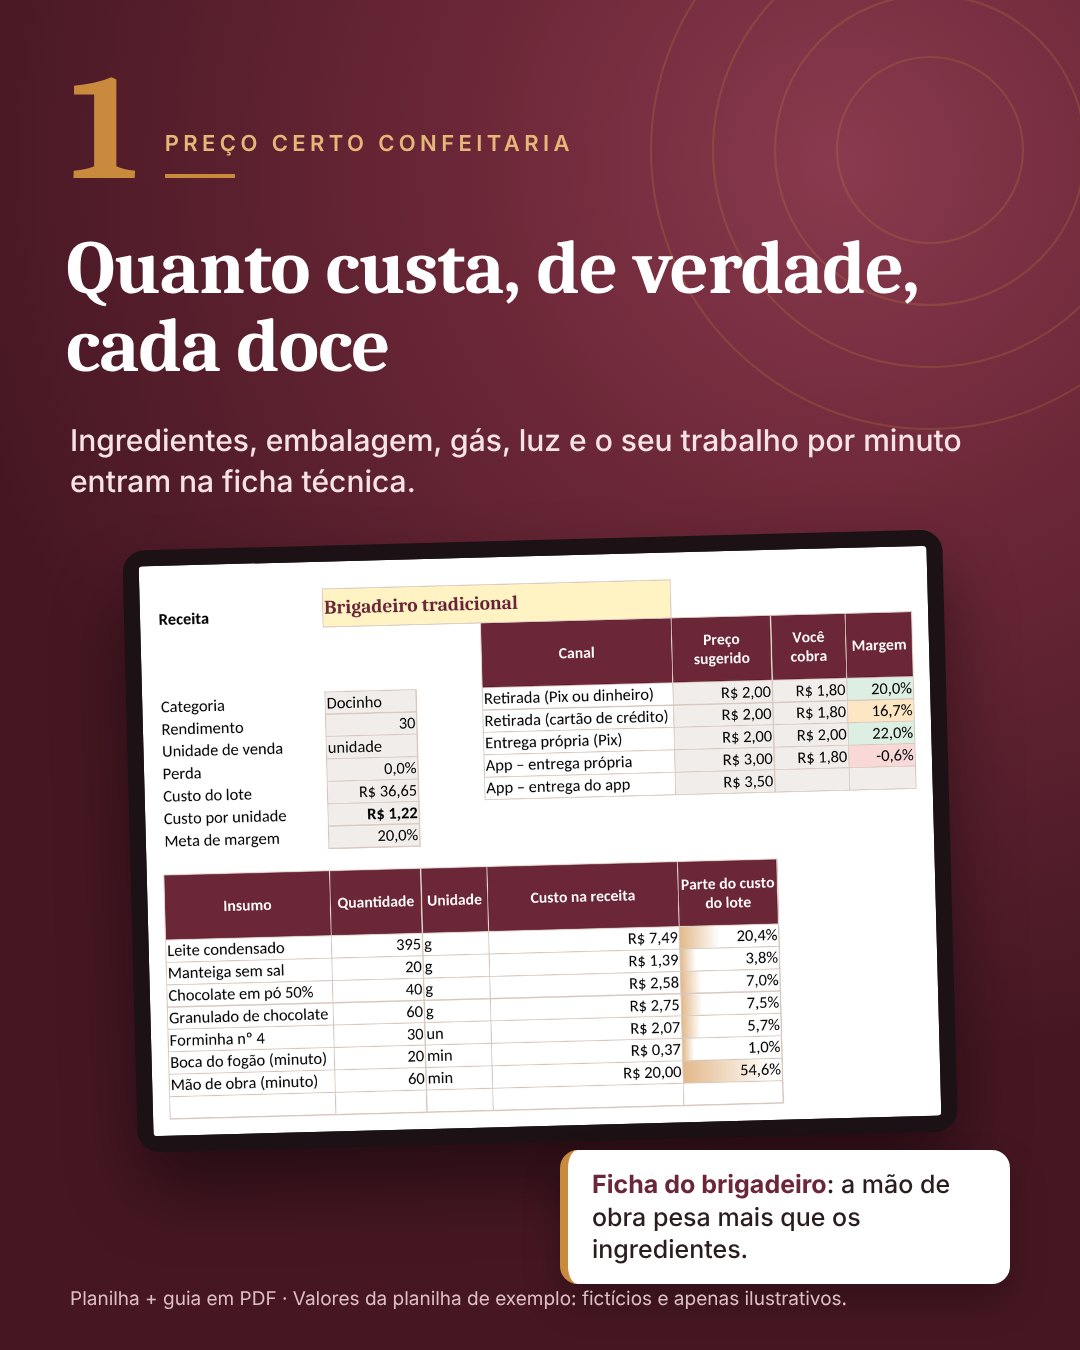 1
PREÇO CERTO CONFEITARIA
Quanto custa, de verdade,
cada doce
Ingredientes, embalagem, gás, luz e o seu trabalho por minuto
entram na ficha técnica.
Receita Brigadeiro tradicional
Canal Preço sugerido Você cobra Margem
Retirada (Pix ou dinheiro) R$ 2,00 R$ 1,80 20,0%
Retirada (cartão de crédito) R$ 2,00 R$ 1,80 16,7%
Entrega própria (Pix) R$ 2,00 R$ 2,00 22,0%
App – entrega própria R$ 3,00 R$ 1,80 -0,6%
App – entrega do app R$ 3,50
Categoria Docinho
Rendimento 30
Unidade de venda unidade
Perda 0,0%
Custo do lote R$ 36,65
Custo por unidade R$ 1,22
Meta de margem 20,0%
Insumo Quantidade Unidade Custo na receita Parte do custo do lote
Leite condensado 395 g R$ 7,49 20,4%
Manteiga sem sal 20 g R$ 1,39 3,8%
Chocolate em pó 50% 40 g R$ 2,58 7,0%
Granulado de chocolate 60 g R$ 2,75 7,5%
Forminha nº 4 30 un R$ 2,07 5,7%
Boca do fogão (minuto) 20 min R$ 0,37 1,0%
Mão de obra (minuto) 60 min R$ 20,00 54,6%
Ficha do brigadeiro: a mão de
obra pesa mais que os
ingredientes.
Planilha + guia em PDF · Valores da planilha de exemplo: fictícios e apenas ilustrativos.